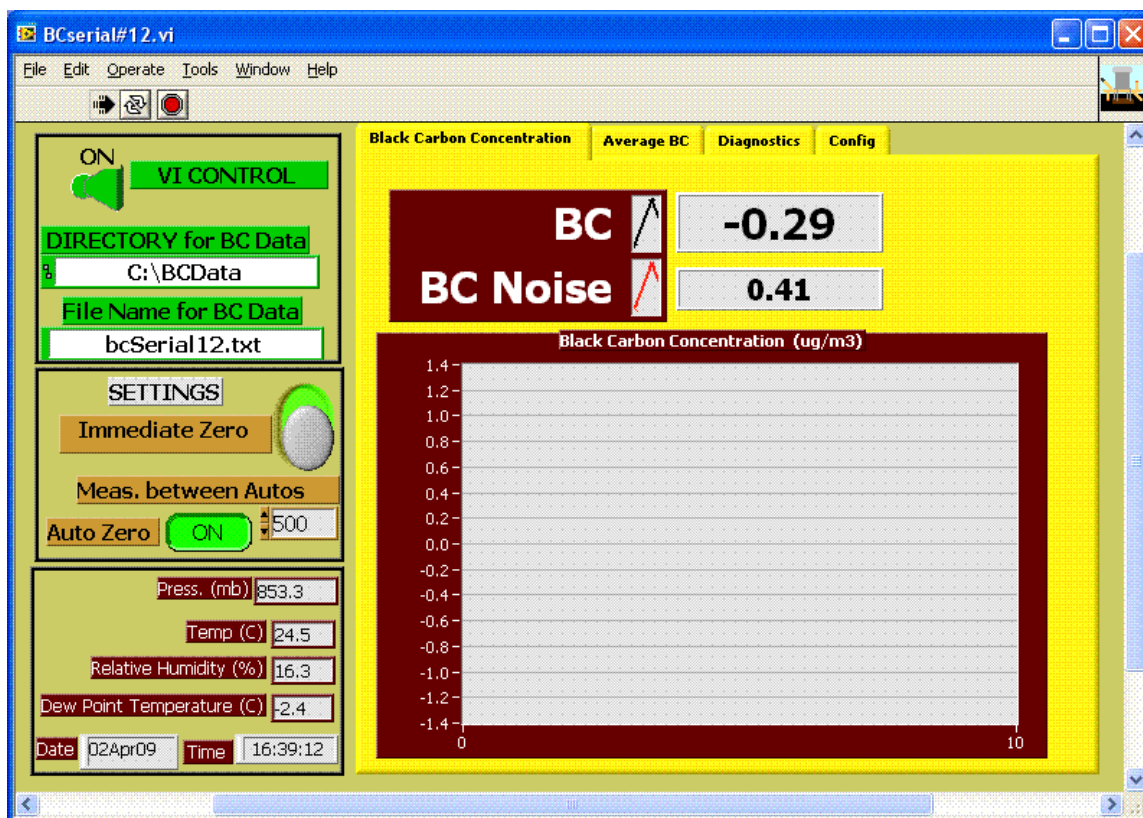 BCserial#12.vi
File Edit Operate Tools Window Help
ON
VI CONTROL
DIRECTORY for BC Data
C:\BCData
File Name for BC Data
bcSerial12.txt
SETTINGS
Immediate Zero
Meas. between Autos
Auto Zero ON 500
Press. (mb) 853.3
Temp (C) 24.5
Relative Humidity (%) 16.3
Dew Point Temperature (C) -2.4
Date 02Apr09 Time 16:39:12
Black Carbon Concentration Average BC Diagnostics Config
BC -0.29
BC Noise 0.41
Black Carbon Concentration (ug/m3)
1.4
1.2
1.0
0.8
0.6
0.4
0.2
0.0
-0.2
-0.4
-0.6
-0.8
-1.0
-1.2
-1.4
0 10